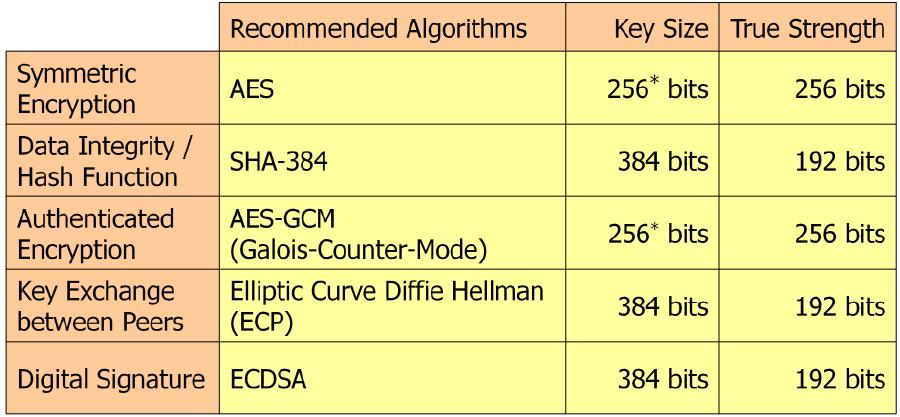 Recommended Algorithms Key Size True Strength
Symmetric
Encryption
AES 256* bits 256 bits
Data Integrity /
Hash Function
SHA-384 384 bits 192 bits
Authenticated
Encryption
AES-GCM
(Galois-Counter-Mode)
256* bits 256 bits
Key Exchange
between Peers
Elliptic Curve Diffie Hellman
(ECP)
384 bits 192 bits
Digital Signature ECDSA 384 bits 192 bits